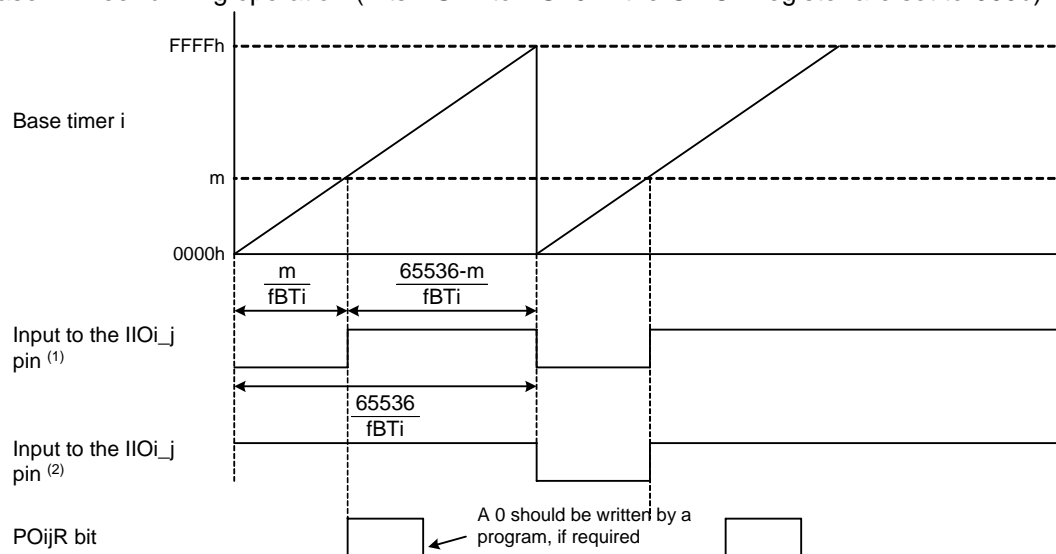 FFFFh
Base timer i
m
0000h
m
fBTi
65536-m
fBTi
Input to the IIOi_j
pin (1)
65536
fBTi
Input to the IIOi_j
pin (2)
A 0 should be written by a
program, if required
POijR bit